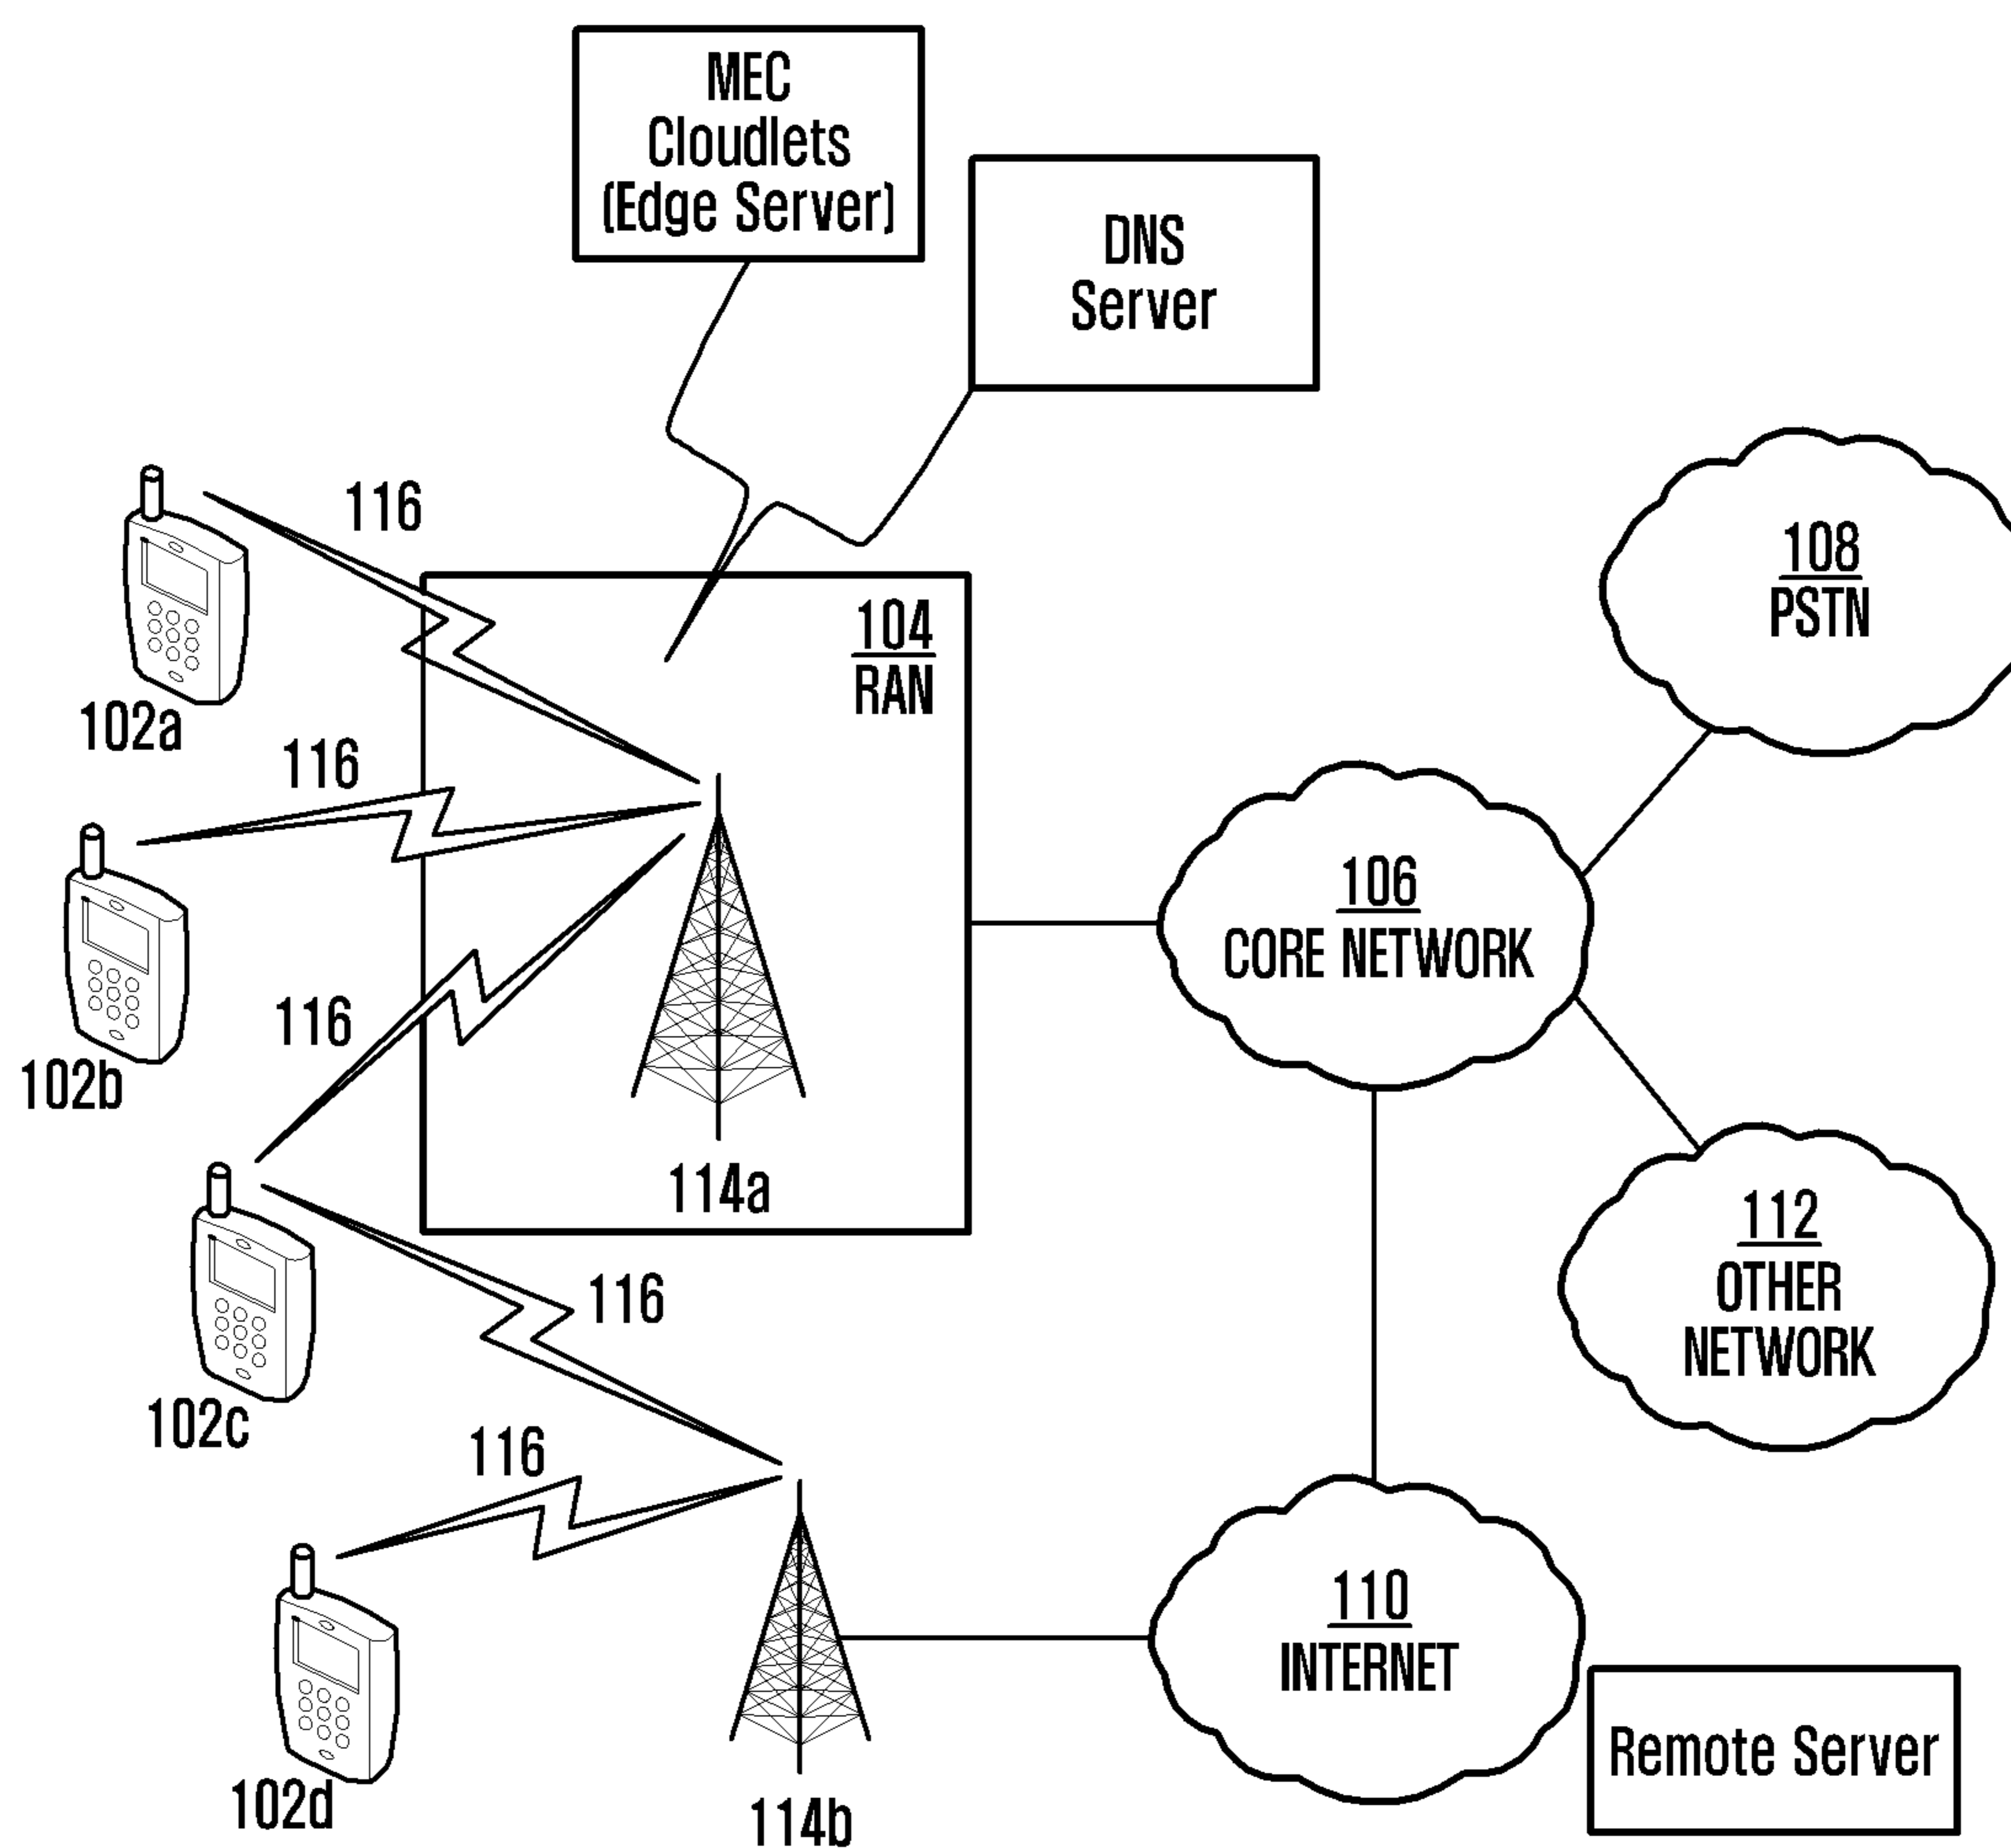 MEC
Cloudlets
(Edge Server)
DNS
Server
116
108
PSTN
104
RAN
102a
116
106
CORE NETWORK
116
102b
114a
112
OTHER
NETWORK
116
102c
116
110
INTERNET
Remote Server
102d
114b